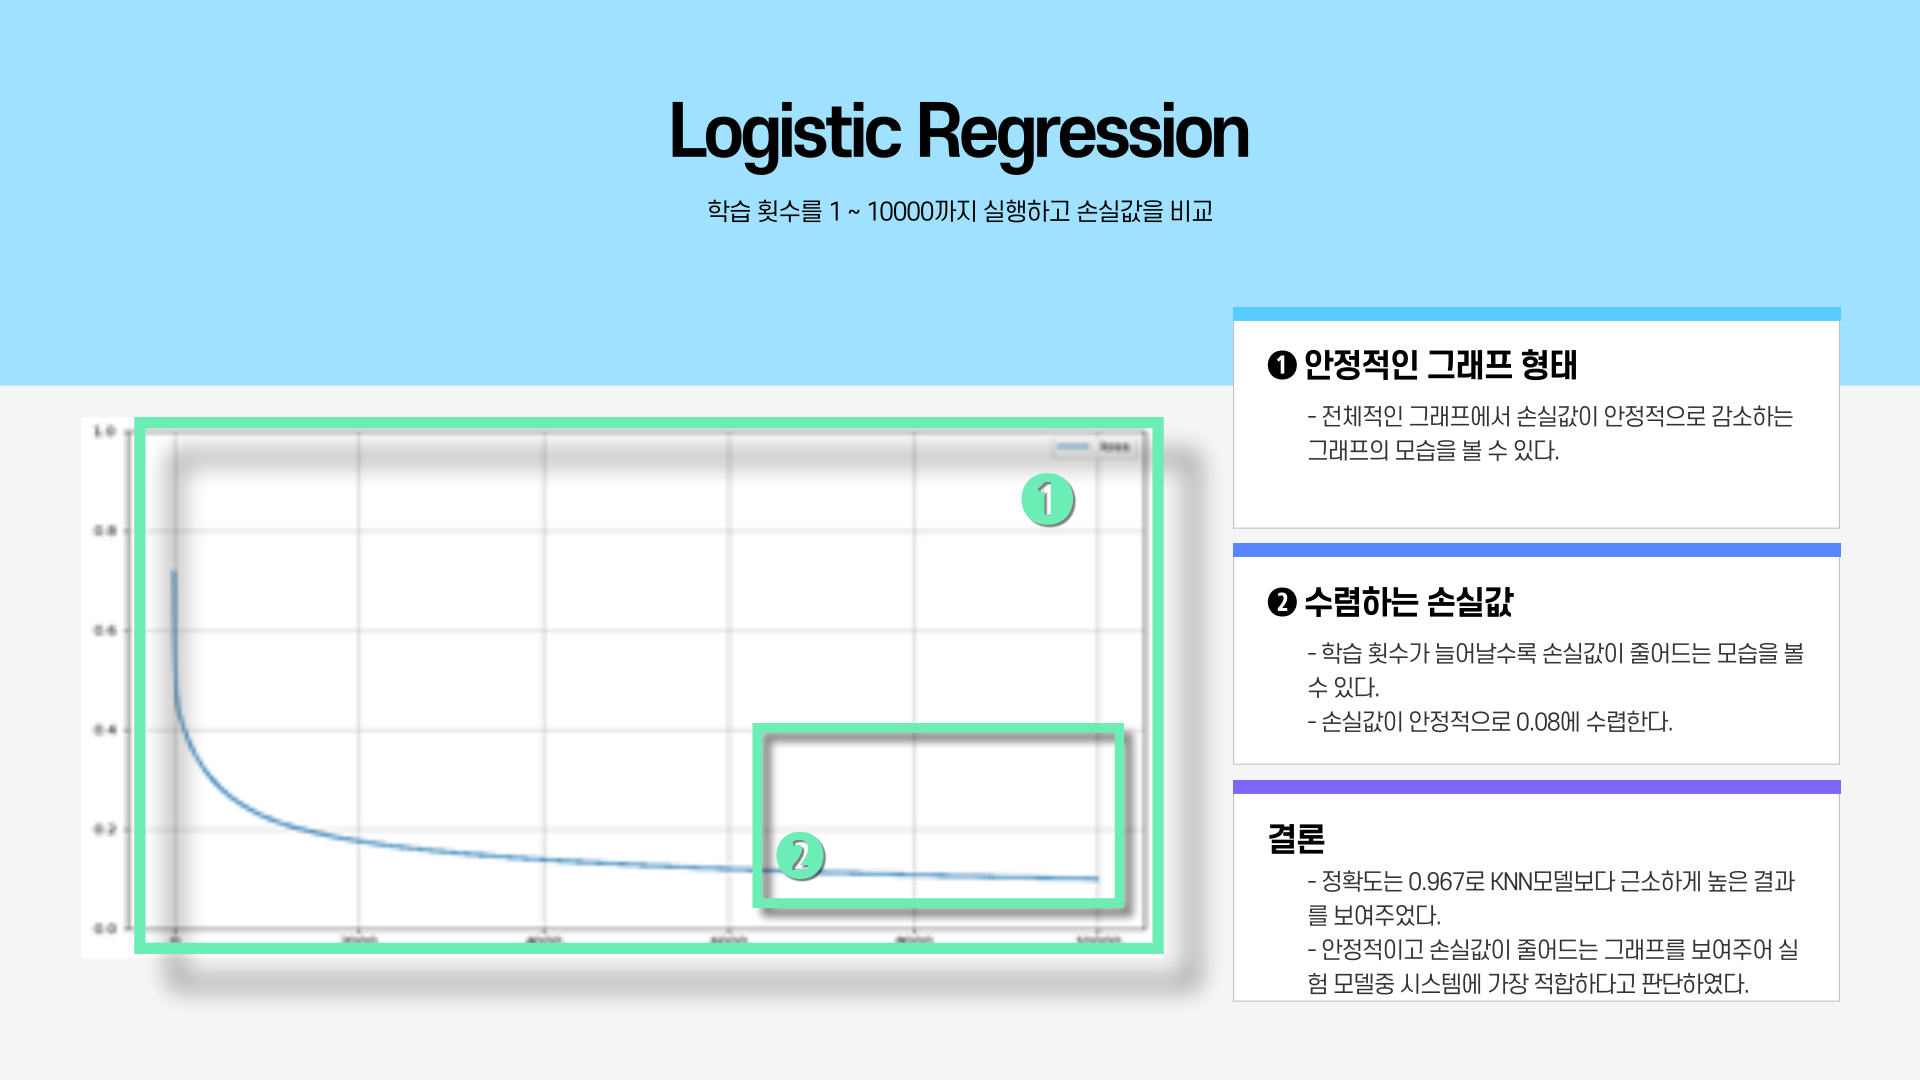 Logistic Regression
학습 횟수를 1 ~ 10000까지 실행하고 손실값을 비교
1.0
loss
0.8
0.6
0.4
0.2
0.0
0
2000
4000
6000
8000
10000
1
2
❶ 안정적인 그래프 형태
- 전체적인 그래프에서 손실값이 안정적으로 감소하는
그래프의 모습을 볼 수 있다.
❷ 수렴하는 손실값
- 학습 횟수가 늘어날수록 손실값이 줄어드는 모습을 볼
수 있다.
- 손실값이 안정적으로 0.08에 수렵한다.
결론
- 정확도는 0.967로 KNN모델보다 근소하게 높은 결과
를 보여주었다.
- 안정적이고 손실값이 줄어드는 그래프를 보여주어 실
험 모델중 시스템에 가장 적합하다고 판단하였다.